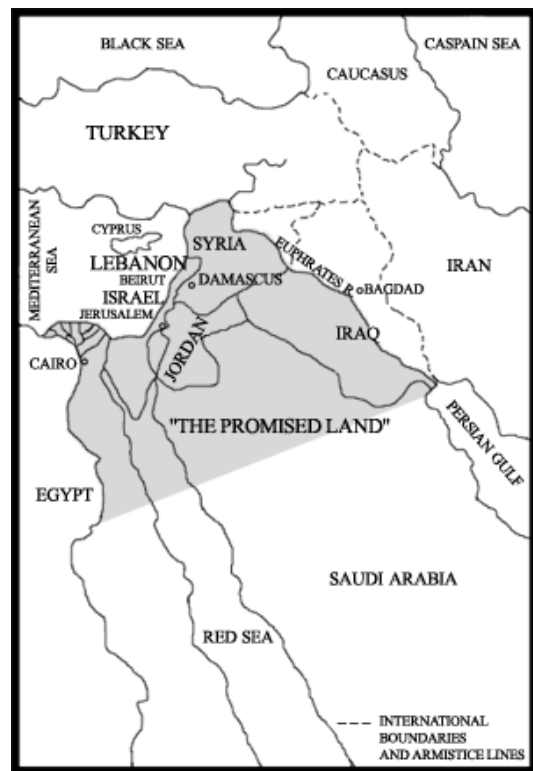 BLACK SEA
CASPAIN SEA
CAUCASUS
TURKEY
MEDITERRANEAN
SEA
CYPRUS
SYRIA
LEBANON
BEIRUT
DAMASCUS
ISRAEL
JERUSALEM
JORDAN
EUPHRATES R
BAGDAD
IRAN
IRAQ
CAIRO
"THE PROMISED LAND"
PERSIAN GULF
EGYPT
SAUDI ARABIA
RED SEA
INTERNATIONAL
BOUNDARIES
AND ARMISTICE LINES